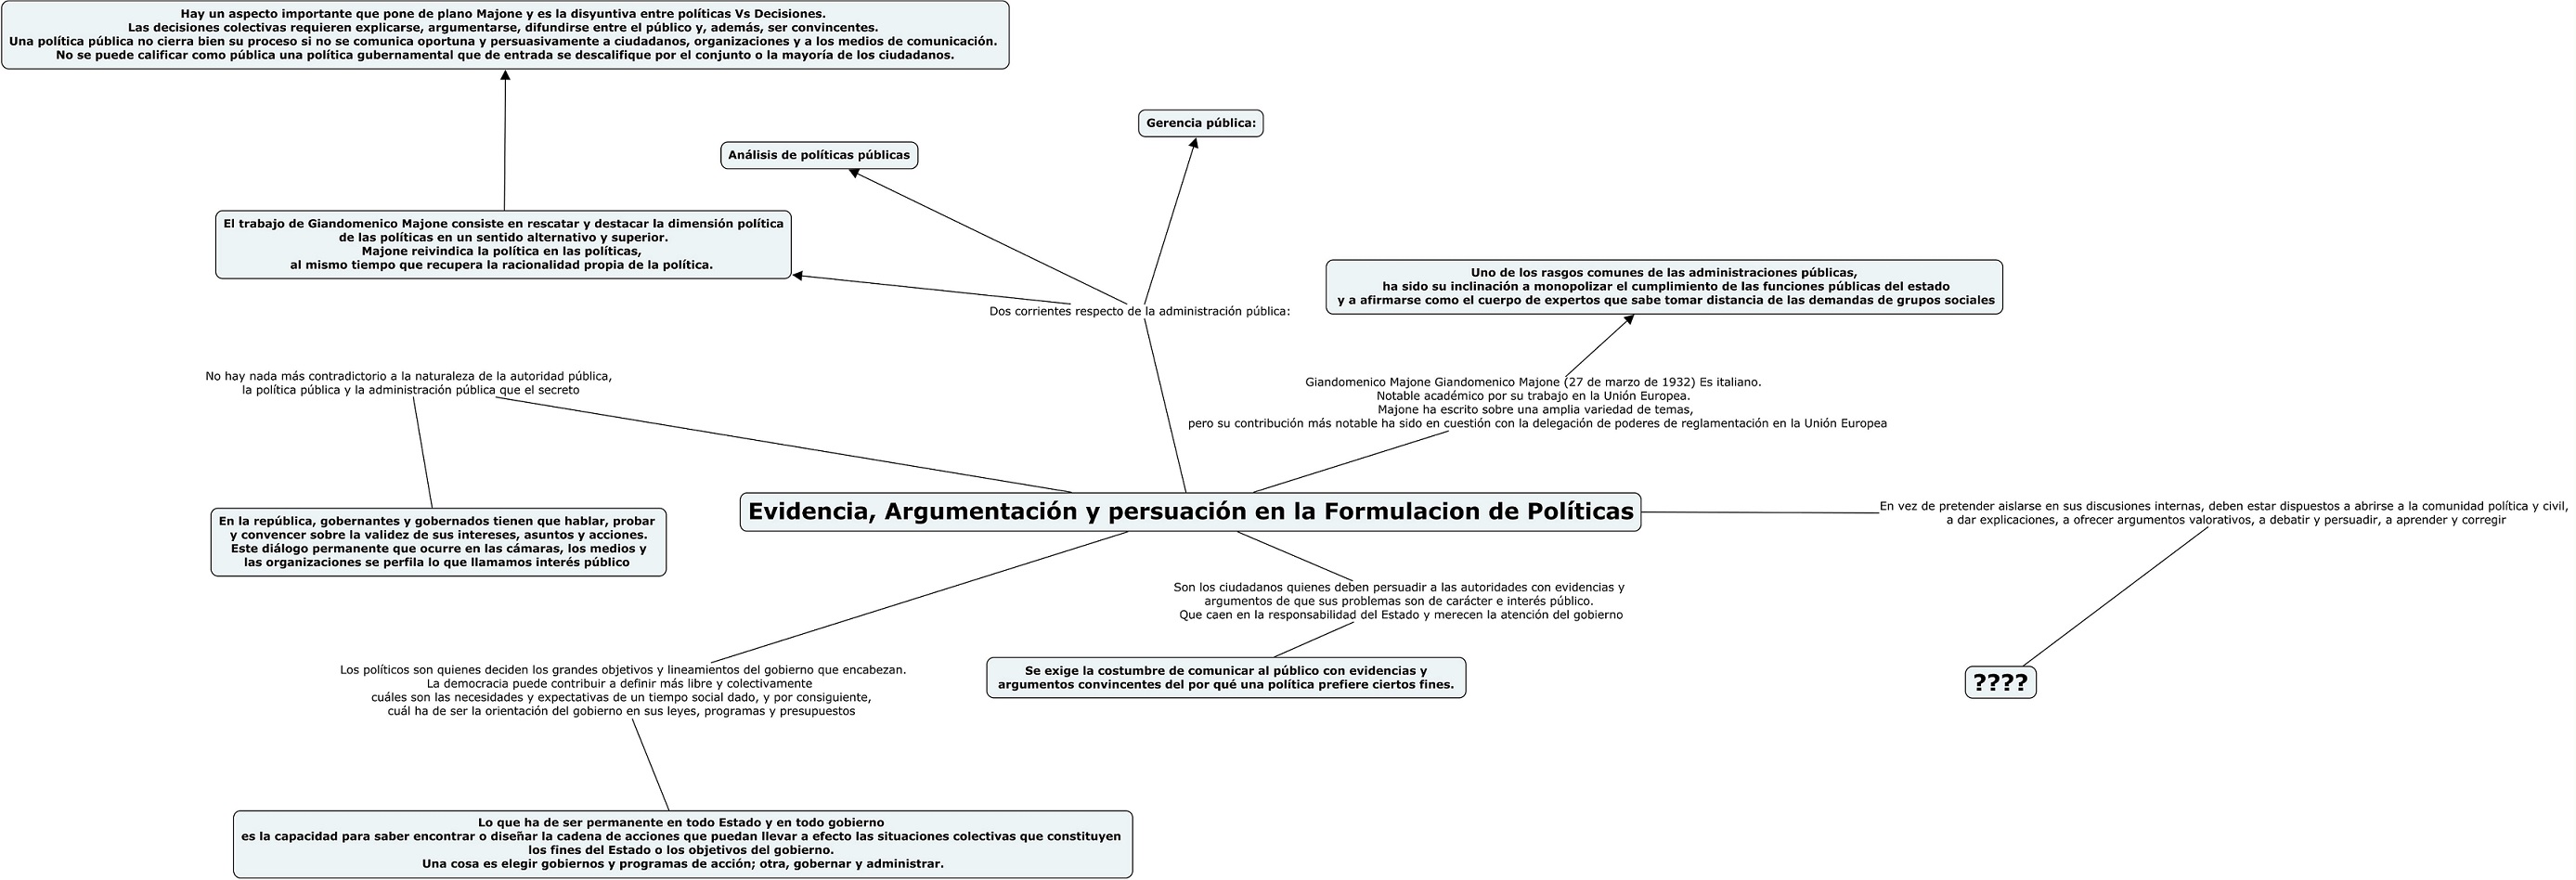 Hay un aspecto importante que pone de plano Majone y es la disyuntiva entre políticas Vs Decisiones.
Las decisiones colectivas requieren explicarse, argumentarse, difundirse entre el público y, además, ser convincentes.
Una política pública no cierra bien su proceso si no se comunica oportuna y persuasivamente a ciudadanos, organizaciones y a los medios de comunicación.
No se puede calificar como pública una política gubernamental que de entrada se descalifique por el conjunto o la mayoría de los ciudadanos.
Gerencia pública:
Análisis de políticas públicas
El trabajo de Giandomenico Majone consiste en rescatar y destacar la dimensión política
de las políticas en un sentido alternativo y superior.
Majone reivindica la política en las políticas,
al mismo tiempo que recupera la racionalidad propia de la política.
Uno de los rasgos comunes de las administraciones públicas,
ha sido su inclinación a monopolizar el cumplimiento de las funciones públicas del estado
y a afirmarse como el cuerpo de expertos que sabe tomar distancia de las demandas de grupos sociales
Dos corrientes respecto de la administración pública:
No hay nada más contradictorio a la naturaleza de la autoridad pública,
la política pública y la administración pública que el secreto
Giandomenico Majone Giandomenico Majone (27 de marzo de 1932) Es italiano.
Notable académico por su trabajo en la Unión Europea.
Majone ha escrito sobre una amplia variedad de temas,
pero su contribución más notable ha sido en cuestión con la delegación de poderes de reglamentación en la Unión Europea
Evidencia, Argumentación y persuación en la Formulacion de Políticas
En vez de pretender aislarse en sus discusiones internas, deben estar dispuestos a abrirse a la comunidad política y civil,
a dar explicaciones, a ofrecer argumentos valorativos, a debatir y persuadir, a aprender y corregir
En la república, gobernantes y gobernados tienen que hablar, probar
y convencer sobre la validez de sus intereses, asuntos y acciones.
Este diálogo permanente que ocurre en las cámaras, los medios y
las organizaciones se perfila lo que llamamos interés público
Son los ciudadanos quienes deben persuadir a las autoridades con evidencias y
argumentos de que sus problemas son de carácter e interés público.
Que caen en la responsabilidad del Estado y merecen la atención del gobierno
Se exige la costumbre de comunicar al público con evidencias y
argumentos convincentes del por qué una política prefiere ciertos fines.
????
Los políticos son quienes deciden los grandes objetivos y lineamientos del gobierno que encabezan.
La democracia puede contribuir a definir más libre y colectivamente
cuáles son las necesidades y expectativas de un tiempo social dado, y por consiguiente,
cuál ha de ser la orientación del gobierno en sus leyes, programas y presupuestos
Lo que ha de ser permanente en todo Estado y en todo gobierno
es la capacidad para saber encontrar o diseñar la cadena de acciones que puedan llevar a efecto las situaciones colectivas que constituyen
los fines del Estado o los objetivos del gobierno.
Una cosa es elegir gobiernos y programas de acción; otra, gobernar y administrar.